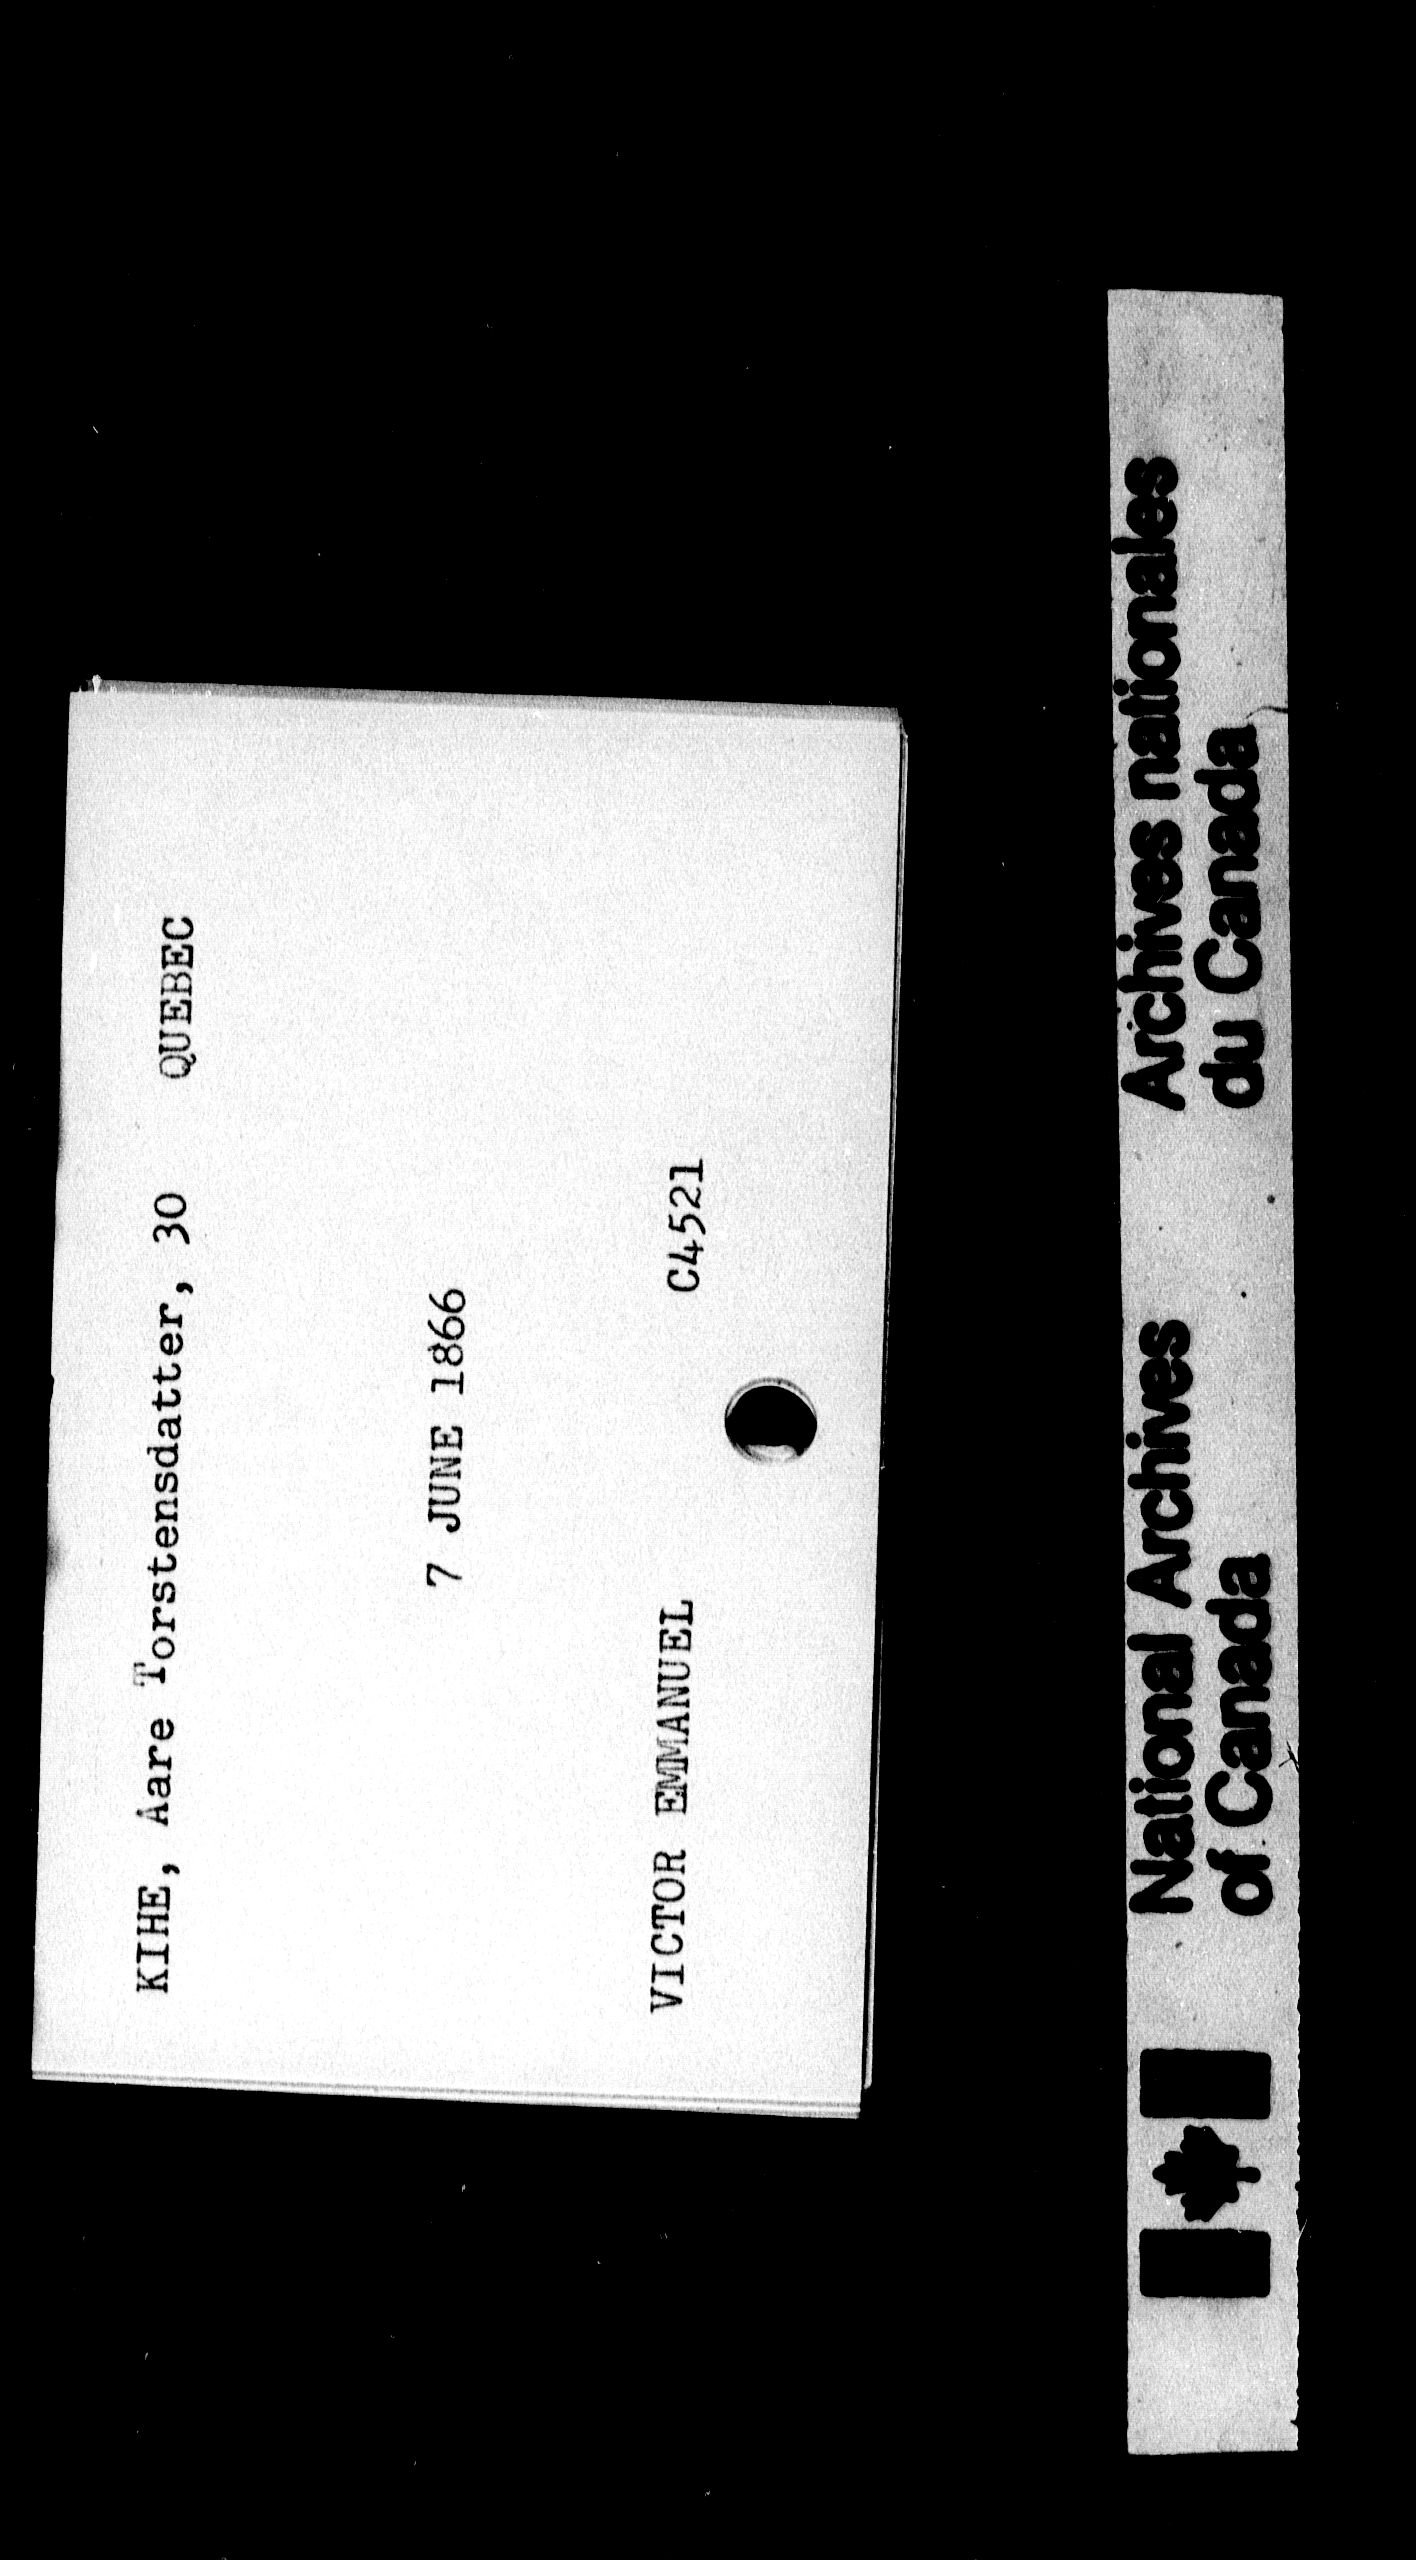 KIHE, Aare Torstensdatter, 30 QUEBEC
7 JUNE 1866
VICTOR EMMANUEL C4521
National Archives
of Canada
Archives nationales
du Canada